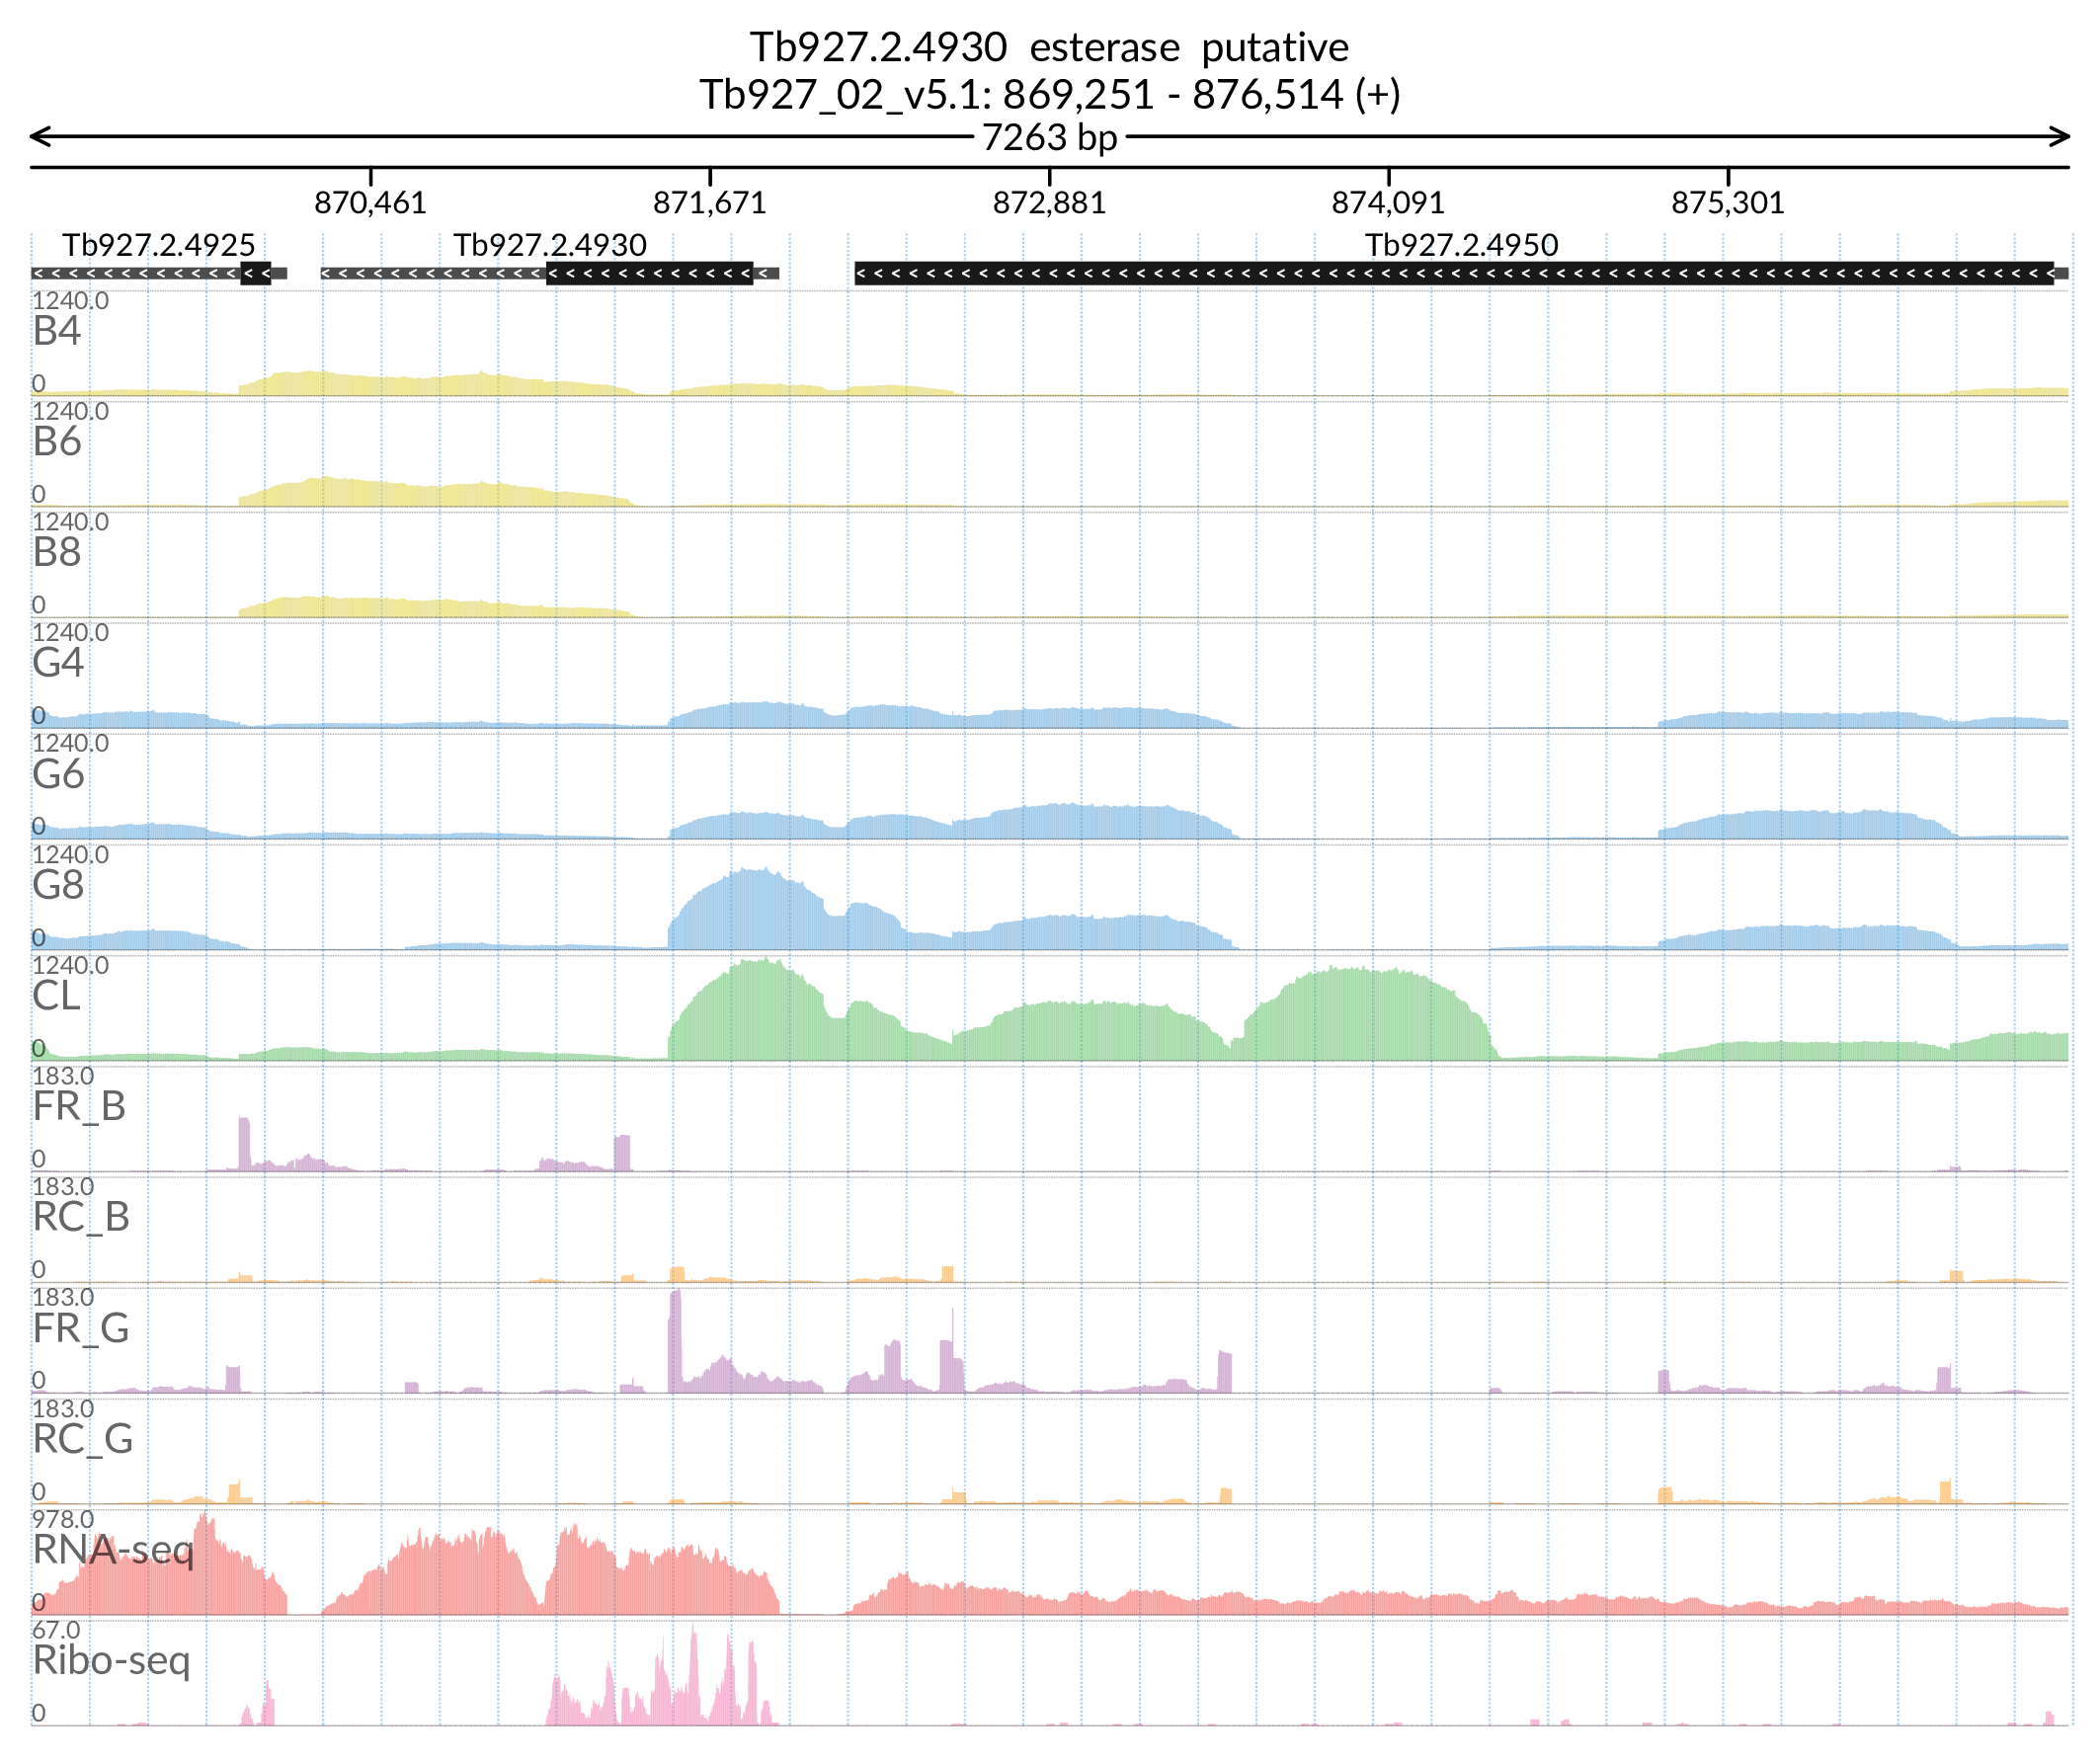 Tb927.2.4930 esterase putative
Tb927_02_v5.1: 869,251 - 876,514 (+)
7263 bp
870,461 871,671 872,881 874,091 875,301
Tb927.2.4925 Tb927.2.4930 Tb927.2.4950
1240.0
B4
0
1240.0
B6
0
1240.0
B8
0
1240.0
G4
0
1240.0
G6
0
1240.0
G8
0
1240.0
CL
0
183.0
FR_B
0
183.0
RC_B
0
183.0
FR_G
0
183.0
RC_G
0
978.0
RNA-seq
0
67.0
Ribo-seq
0